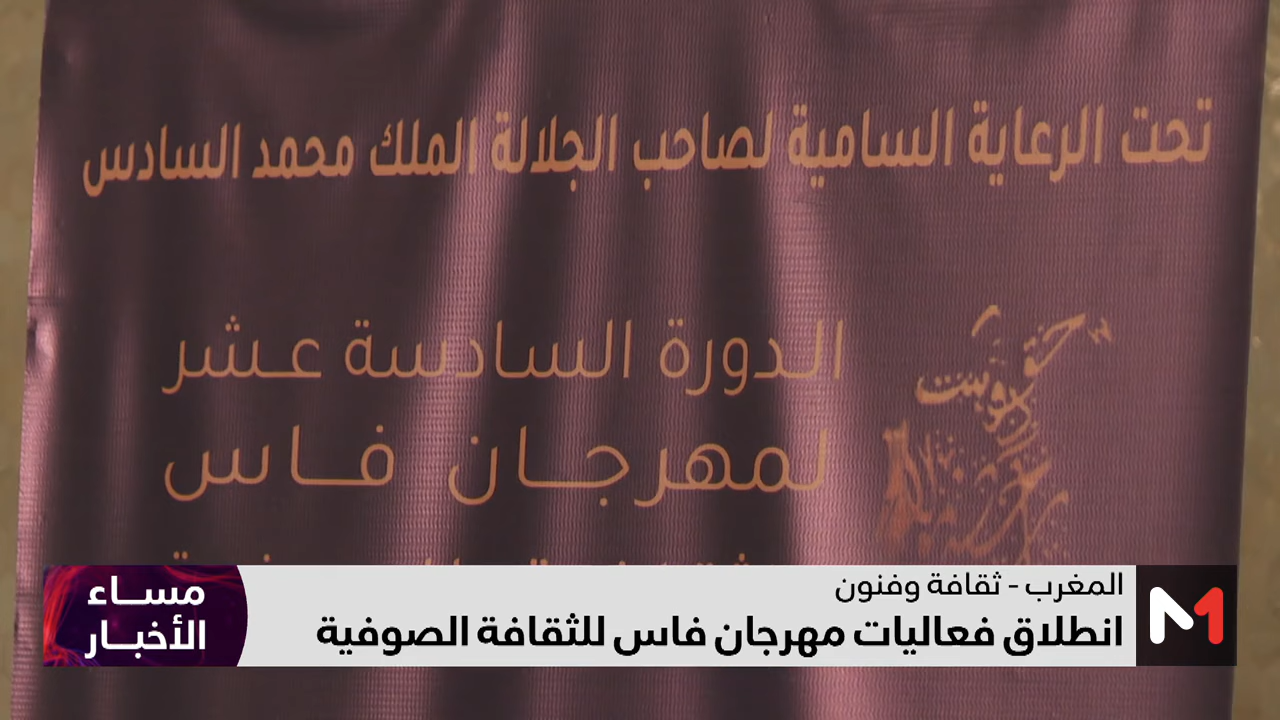 تحت الرعاية السامية لصاحب الجلالة الملك محمد السادس
الدورة السادسة عشر
لمهرجان فاس
المغرب - ثقافة وفنون
انطلاق فعاليات مهرجان فاس للثقافة الصوفية
مساء
الأخبار
M1